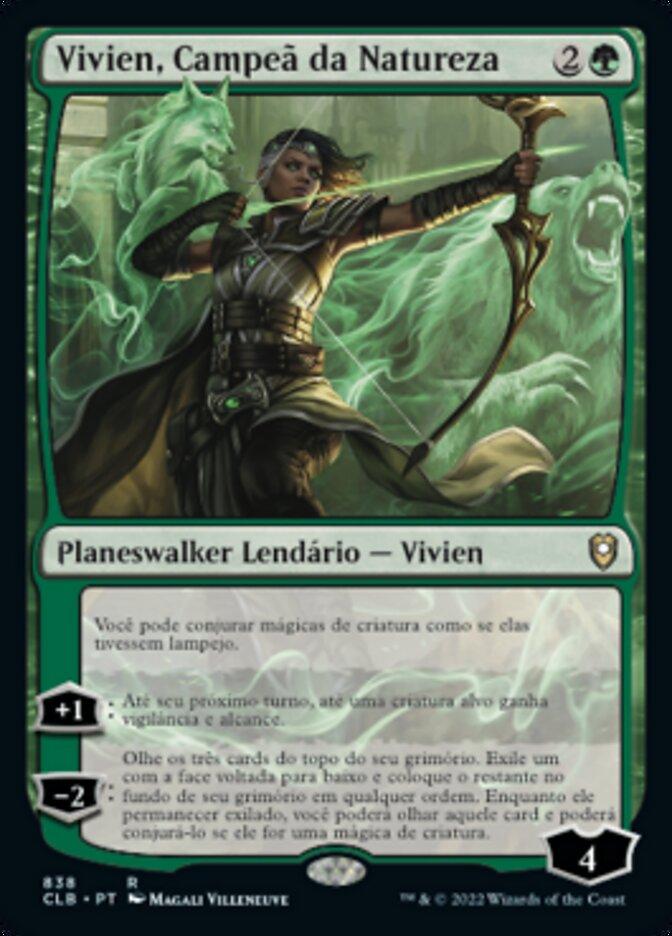 Vivien, Campeã da Natureza 2
Planeswalker Lendário — Vivien
Você pode conjurar mágicas de criatura como se elas
tivessem lampejo.
+1: Até seu próximo turno, até uma criatura alvo ganha
vigilância e alcance.
Olhe os três cards do topo do seu grimório. Exile um
com a face voltada para baixo e coloque o restante no
−2: fundo de seu grimório em qualquer ordem. Enquanto ele
permanecer exilado, você poderá olhar aquele card e poderá
conjurá-lo se ele for uma mágica de criatura.
4
838 R
CLB • PT Magali Villeneuve ™ & © 2022 Wizards of the Coast